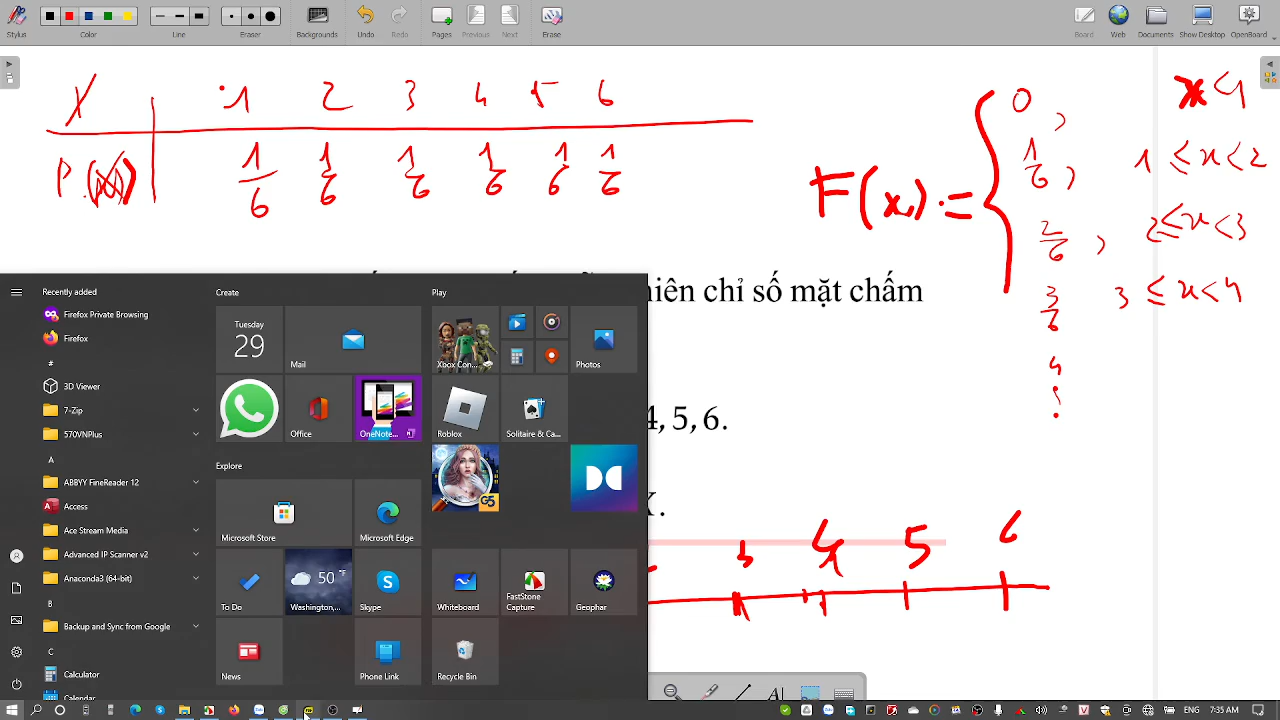 Stylus
Color
Line
Eraser
Backgrounds
Undo
Redo
Pages
Previous
Next
Erase
Board
Web
Documents
Show Desktop
OpenBoard
X 1 2 3 4 5 6
P 1/6 1/6 1/6 1/6 1/6 1/6
F(x) =
0, x < 1
1/6, 1 ≤ x < 2
2/6, 2 ≤ x < 3
3/6 3 ≤ x < 4
4
hiên chỉ số mặt chấm
4, 5, 6.
X.
3 4 5 6
Recently added
Firefox Private Browsing
Firefox
#
3D Viewer
7-Zip
570VNPlus
A
ABBYY FineReader 12
Access
Ace Stream Media
Advanced IP Scanner v2
Anaconda3 (64-bit)
B
Backup and Sync from Google
C
Calculator
Calendar
Create
Tuesday
29
Mail
Office
OneNote...
Explore
Microsoft Store
Microsoft Edge
To Do
50°
Washington,...
Skype
News
Phone Link
Play
Xbox Con...
Photos
Roblox
Solitaire & Ca...
G5
Whiteboard
FastStone
Capture
Geophar
Recycle Bin
7:35 AM